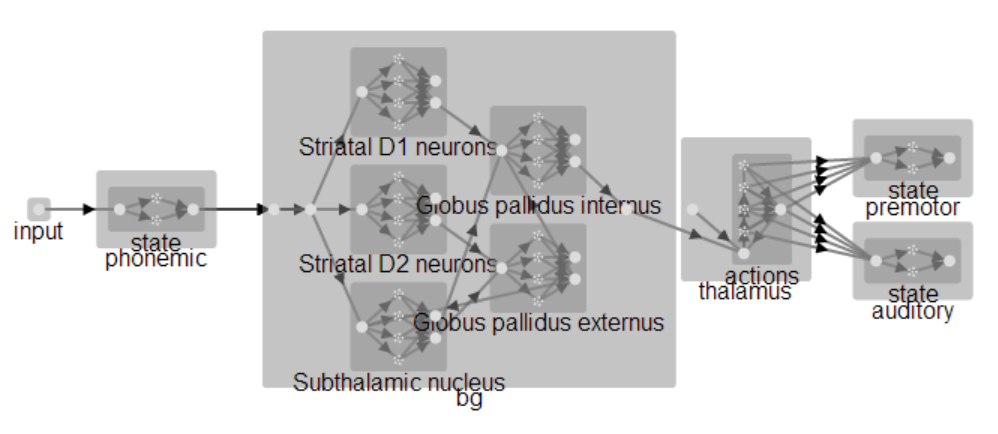 input
state
phonemic
Striatal D1 neurons
Striatal D2 neurons
Subthalamic nucleus
bg
Globus pallidus internus
Globus pallidus externus
actions
thalamus
state
premotor
state
auditory